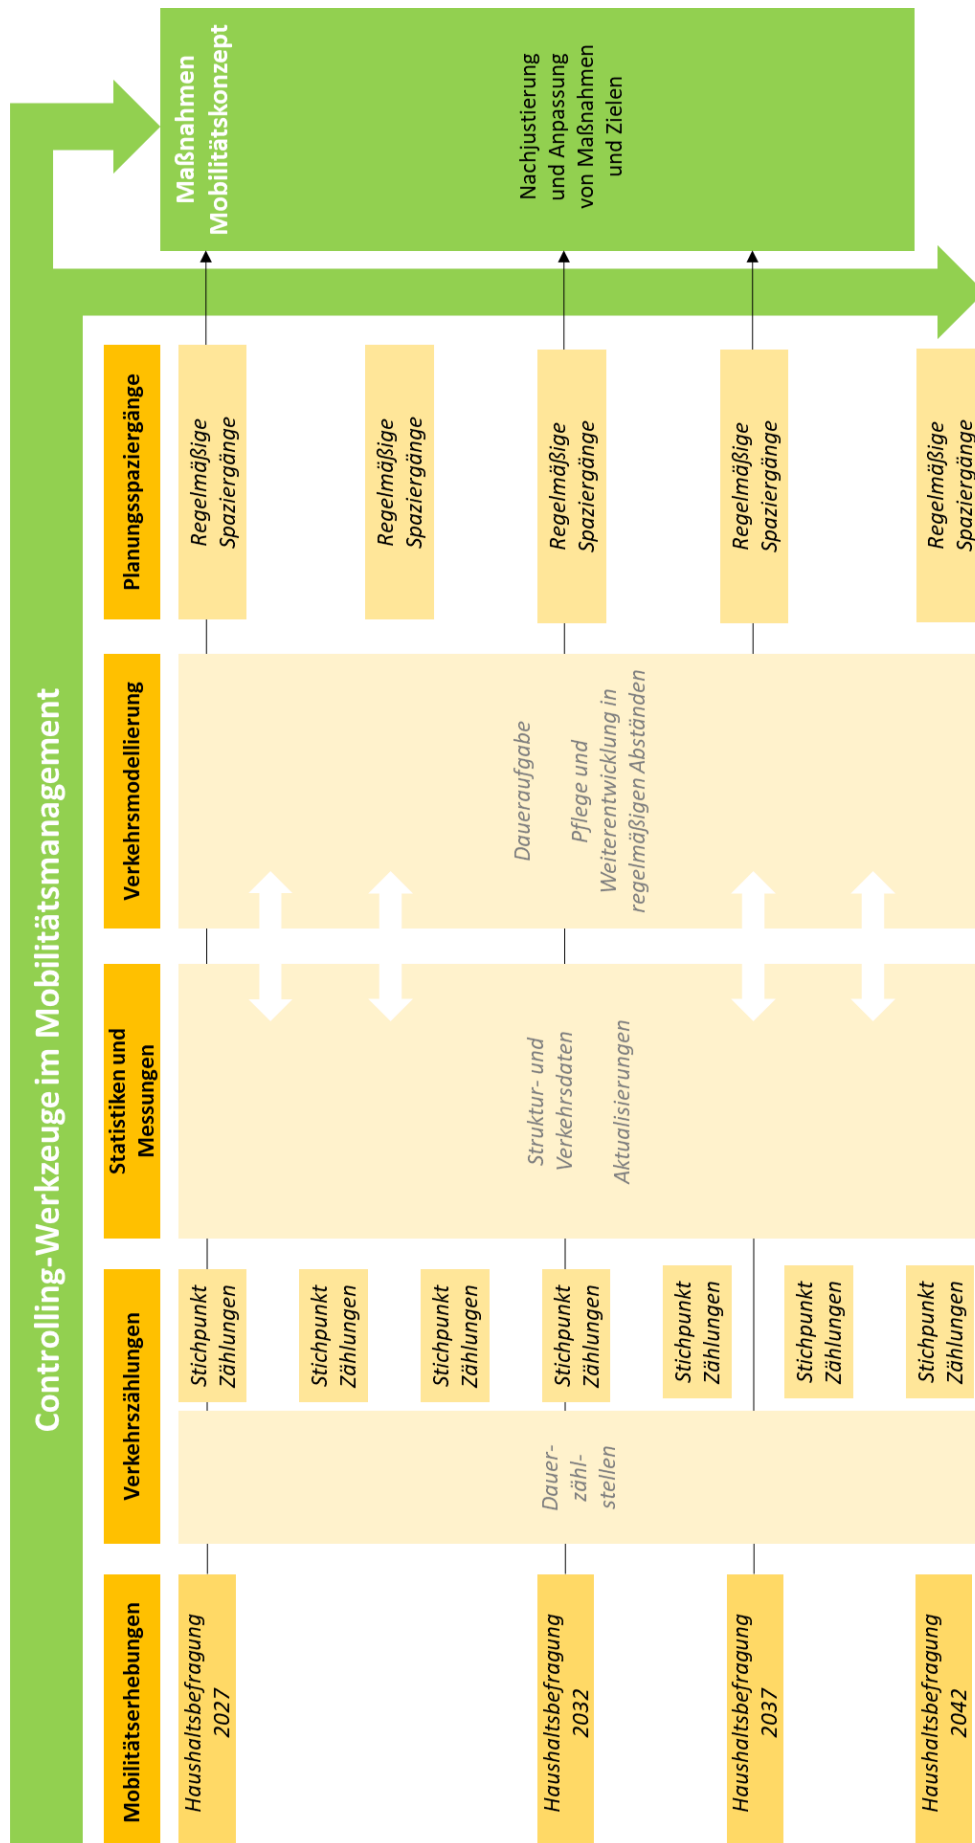 Controlling-Werkzeuge im Mobilitätsmanagement
Mobilitätserhebungen
Verkehrszählungen
Statistiken und
Messungen
Verkehrsmodellierung
Planungsspaziergänge
Maßnahmen
Mobilitätskonzept
Haushaltsbefragung
2027
Haushaltsbefragung
2032
Haushaltsbefragung
2037
Haushaltsbefragung
2042
Dauer-
zähl-
stellen
Stichpunkt
Zählungen
Stichpunkt
Zählungen
Stichpunkt
Zählungen
Stichpunkt
Zählungen
Stichpunkt
Zählungen
Stichpunkt
Zählungen
Stichpunkt
Zählungen
Struktur- und
Verkehrsdaten
Aktualisierungen
Daueraufgabe
Pflege und
Weiterentwicklung in
regelmäßigen Abständen
Regelmäßige
Spaziergänge
Regelmäßige
Spaziergänge
Regelmäßige
Spaziergänge
Regelmäßige
Spaziergänge
Regelmäßige
Spaziergänge
Nachjustierung
und Anpassung
von Maßnahmen
und Zielen